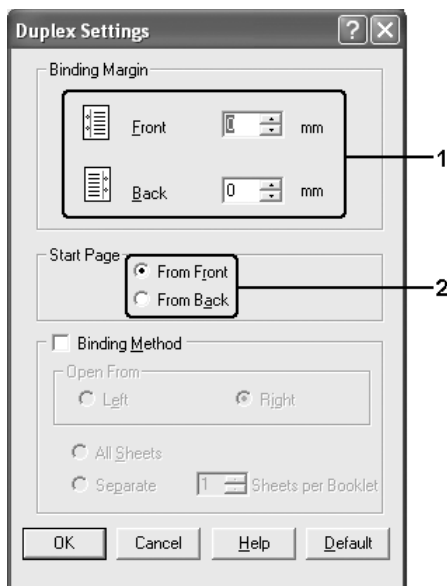 Duplex Settings
Binding Margin
Front 0 mm
1
Back 0 mm
Start Page
From Front
2
From Back
Binding Method
Open From
Left Right
All Sheets
Separate 1 Sheets per Booklet
OK Cancel Help Default